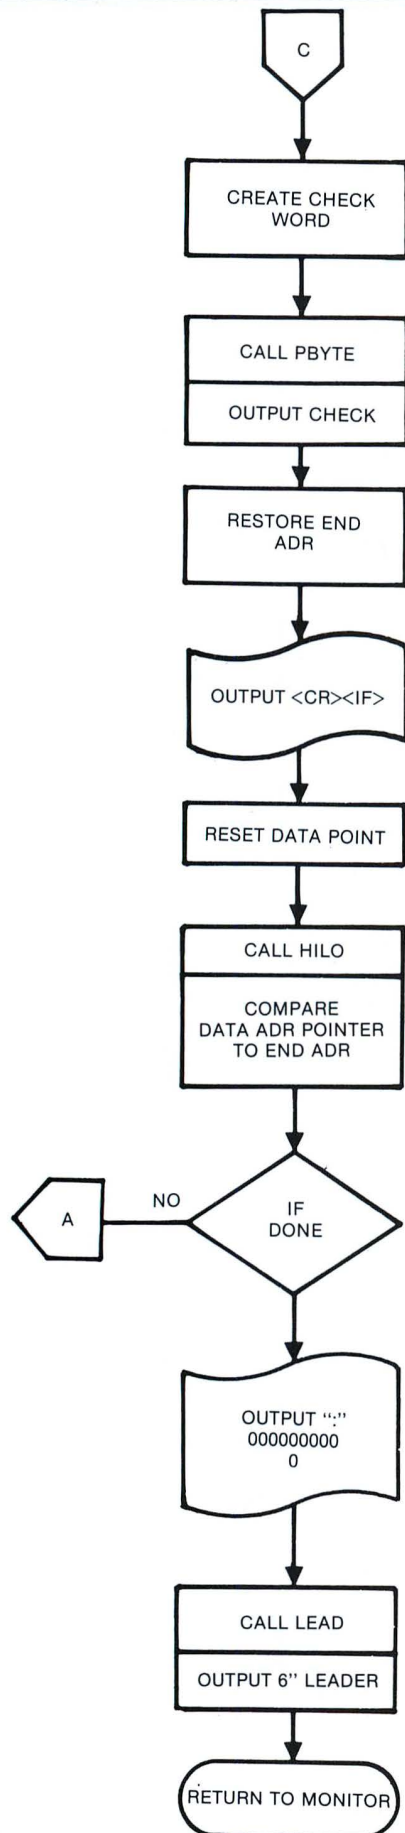 C
CREATE CHECK
WORD
CALL PBYTE
OUTPUT CHECK
RESTORE END
ADR
OUTPUT <CR><IF>
RESET DATA POINT
CALL HILO
COMPARE
DATA ADR POINTER
TO END ADR
A
NO
IF
DONE
OUTPUT “:”
000000000
0
CALL LEAD
OUTPUT 6’’ LEADER
RETURN TO MONITOR